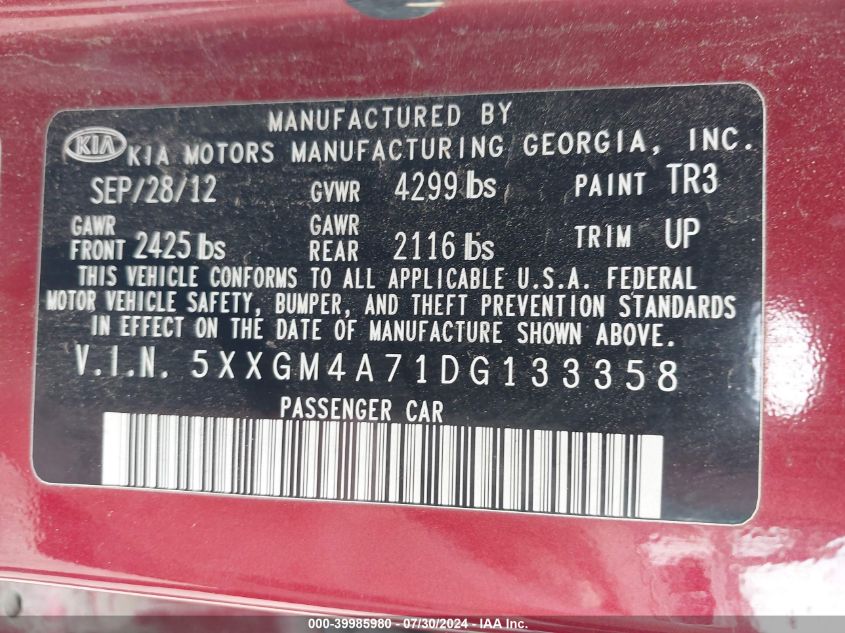 MANUFACTURED BY
KIA KIA MOTORS MANUFACTURING GEORGIA, INC.
SEP/28/12 GVWR 4299 lbs PAINT TR3
GAWR FRONT 2425 lbs GAWR REAR 2116 lbs TRIM UP
THIS VEHICLE CONFORMS TO ALL APPLICABLE U.S.A. FEDERAL
MOTOR VEHICLE SAFETY, BUMPER, AND THEFT PREVENTION STANDARDS
IN EFFECT ON THE DATE OF MANUFACTURE SHOWN ABOVE.
V.I.N. 5XXGM4A71DG133358
PASSENGER CAR
000-39985980 - 07/30/2024 - IAA Inc.